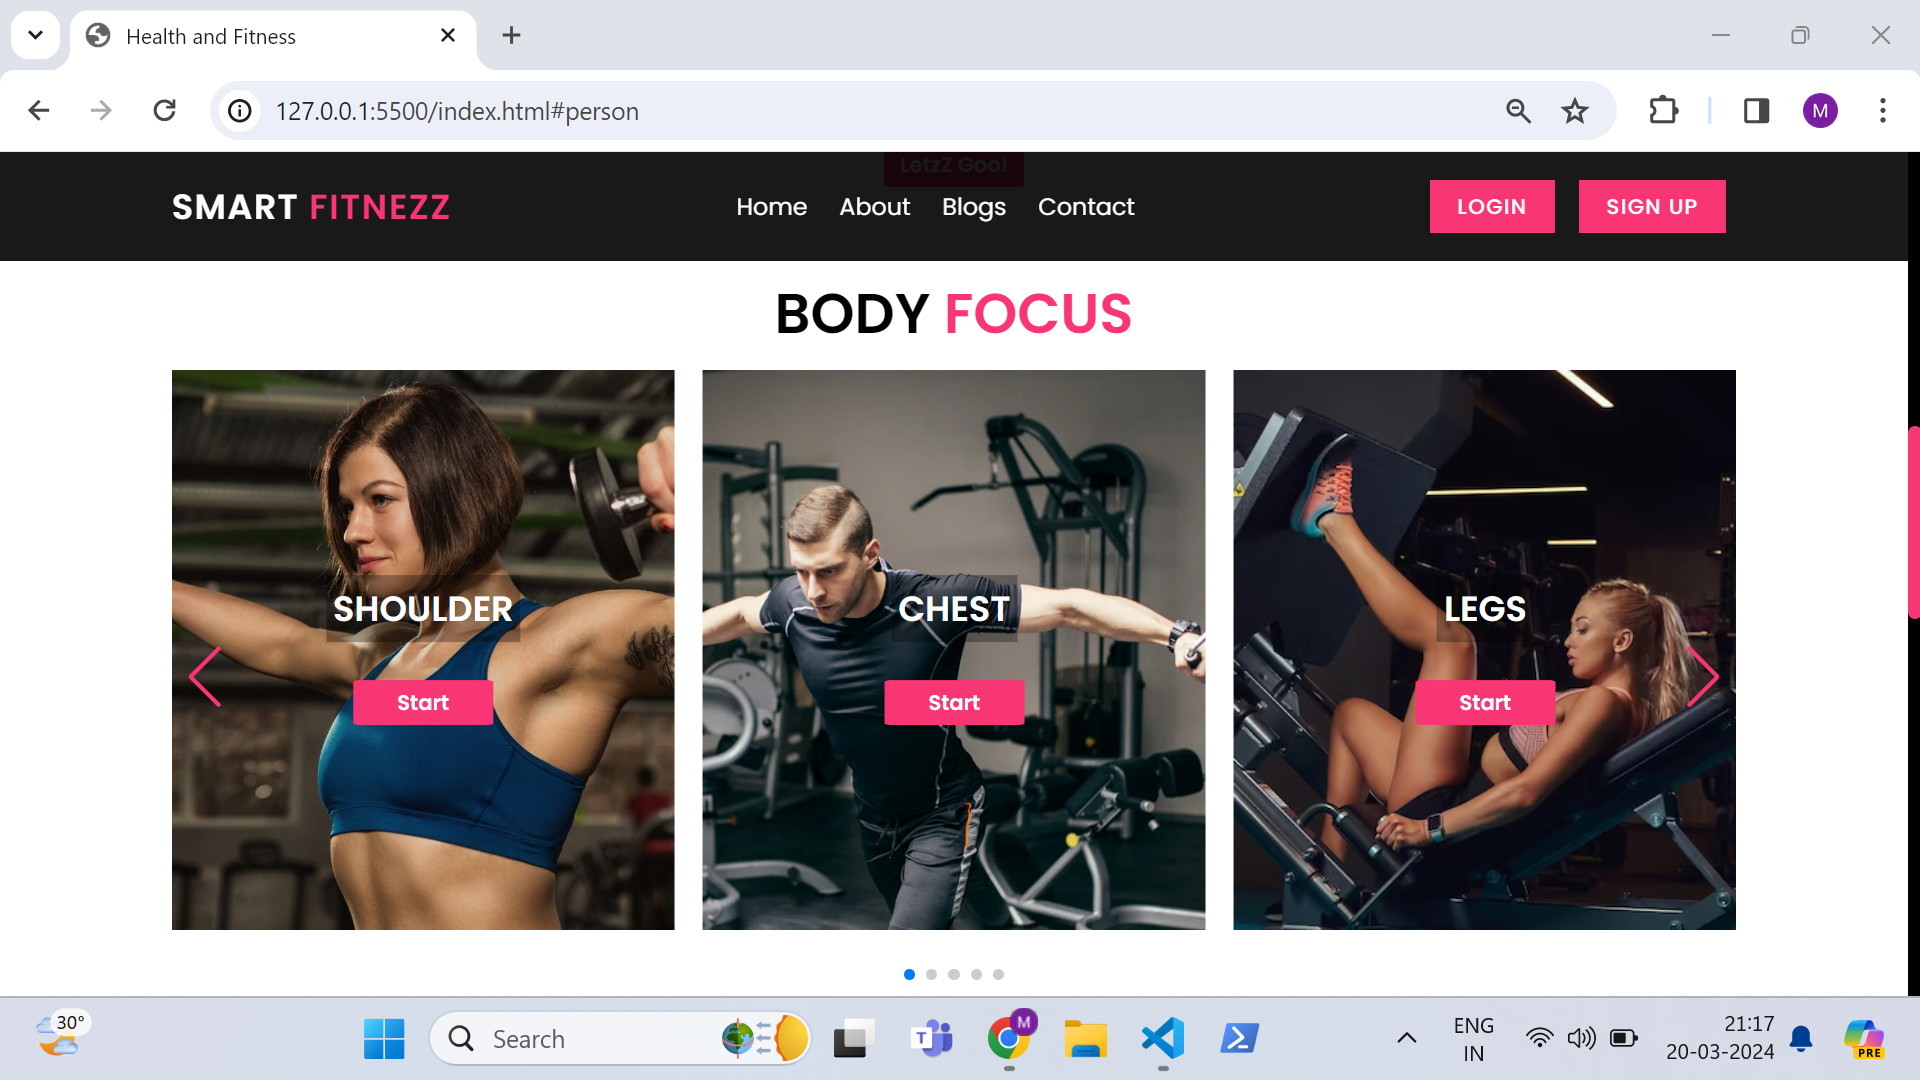 Health and Fitness
127.0.0.1:5500/index.html#person
M
LetzZ Goo!
SMART FITNEZZ
Home About Blogs Contact
LOGIN SIGN UP
BODY FOCUS
SHOULDER CHEST LEGS
Start Start Start
30°
Search
T
M
ENG
IN
21:17
20-03-2024
PRE